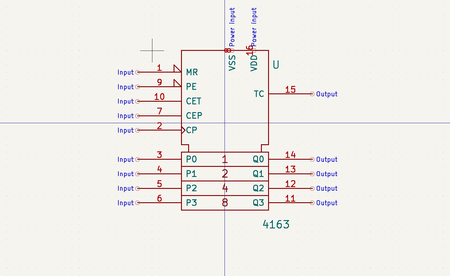 Power Input Power Input
8 16
VSS VDD U
Input 1 MR
Input 9 PE
TC 15 Output
Input 10 CET
Input 7 CEP
Input 2 CP
Input 3 P0 1 Q0 14 Output
Input 4 P1 2 Q1 13 Output
Input 5 P2 4 Q2 12 Output
Input 6 P3 8 Q3 11 Output
4163